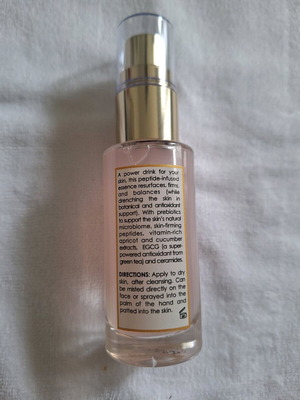 A power drink for your
skin, this peptide-infused
essence resurfaces, firms,
and balances (while
drenching the skin in
botanical and antioxidant
support). With prebiotics
to support the skin's natural
microbiome, skin-firming
peptides, vitamin-rich
apricot and cucumber
extracts, EGCG (a super-
powered antioxidant from
green tea) and ceramides.
DIRECTIONS: Apply to dry
skin, after cleansing. Can
be misted directly on the
face or sprayed into the
palm of the hand and
patted into the skin.